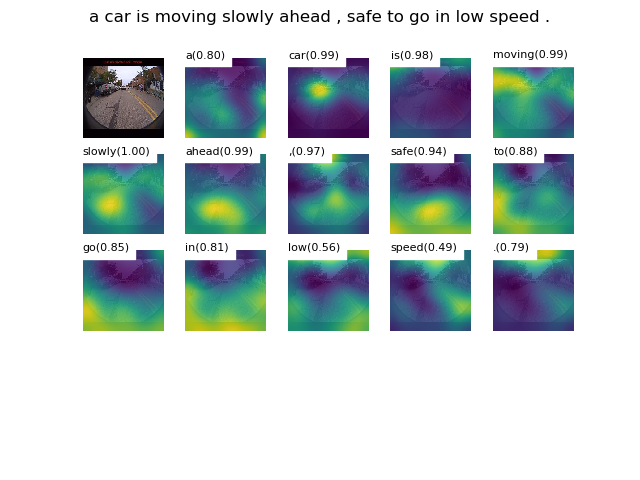 a car is moving slowly ahead , safe to go in low speed .
a(0.80) car(0.99) is(0.98) moving(0.99)
slowly(1.00) ahead(0.99) ,(0.97) safe(0.94) to(0.88)
go(0.85) in(0.81) low(0.56) speed(0.49) .(0.79)